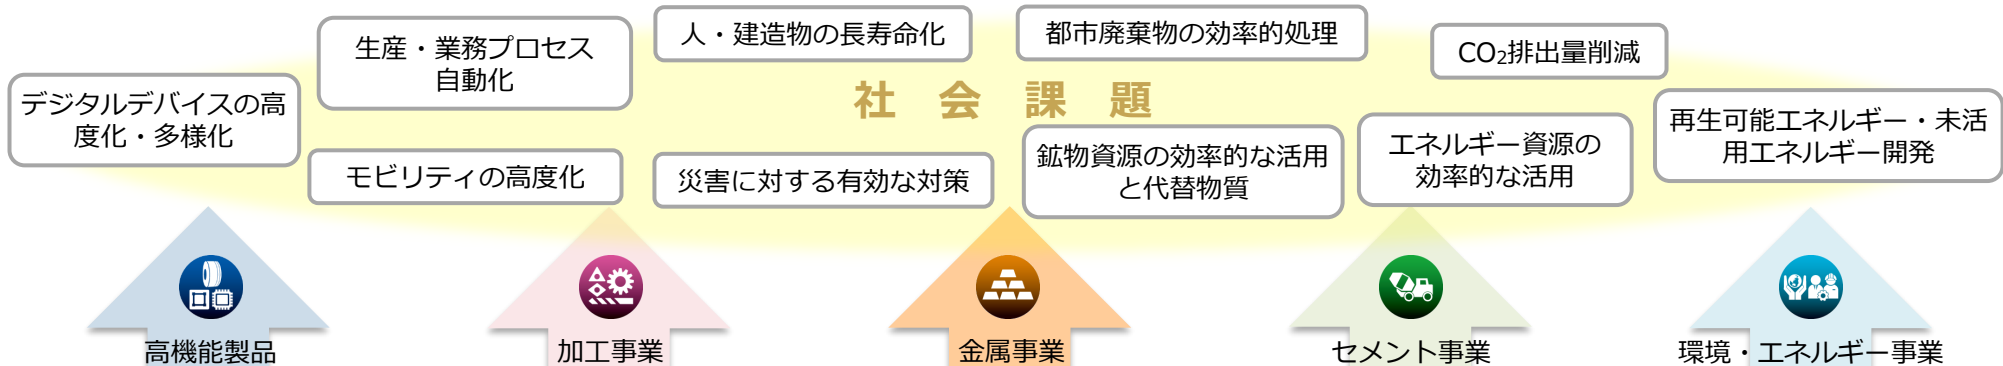 生産・業務プロセス
自動化
人・建造物の長寿命化
都市廃棄物の効率的処理
CO₂排出量削減
デジタルデバイスの高
度化・多様化
社会課題
再生可能エネルギー・未活
用エネルギー開発
モビリティの高度化
災害に対する有効な対策
鉱物資源の効率的な活用
と代替物質
エネルギー資源の
効率的な活用
高機能製品
加工事業
金属事業
セメント事業
環境・エネルギー事業